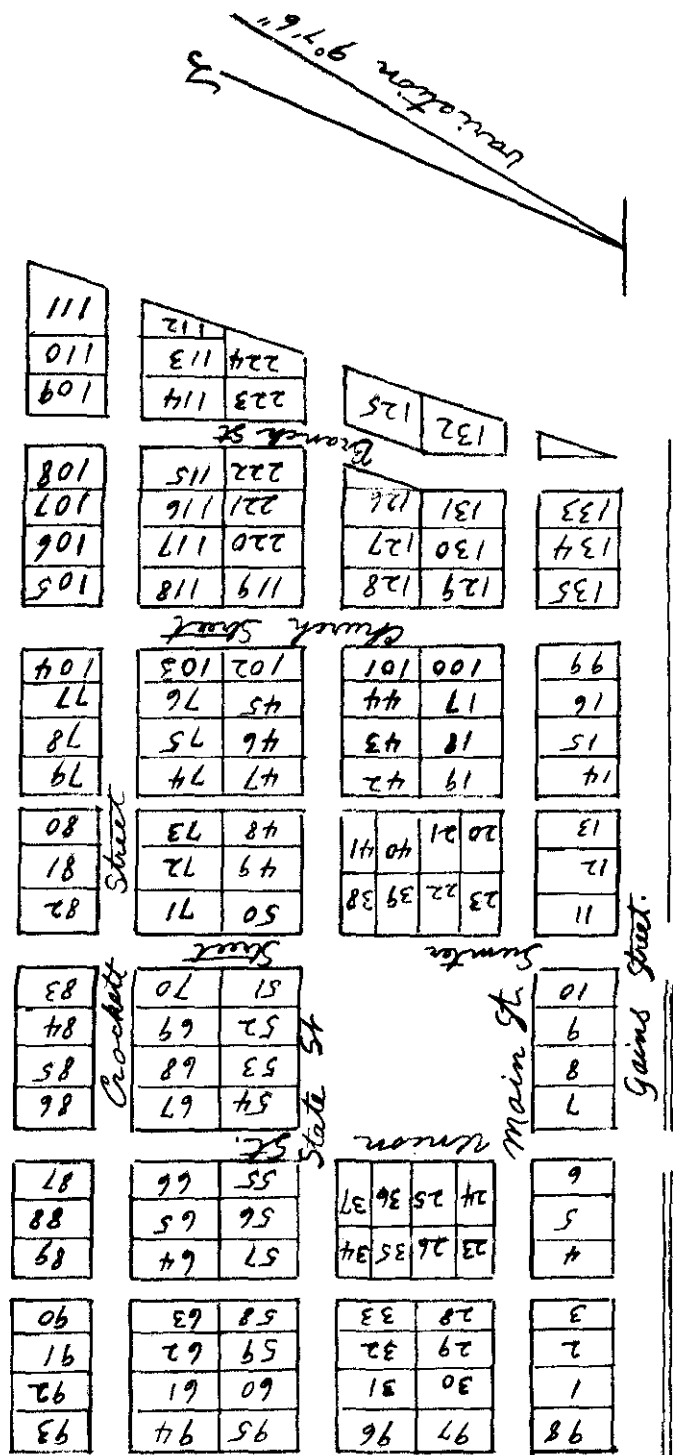 98 97 96 95 94 93
1 30 31 60 61 92
2 29 32 59 62 91
3 28 33 58 63 90
4 23 26 35 34 57 64 89
5 56 65 88
6 24 25 36 37 55 66 87
Union St.
7 54 67 86
8 53 68 85
9 52 69 84
10 51 70 83
Sumter Street
11 23 22 39 38 50 71 82
12 49 72 81
13 20 21 40 41 48 73 80
14 19 42 47 74 79
15 18 43 46 75 78
16 17 44 45 76 77
99 100 101 102 103 104
Church Street
135 129 128 119 118 105
134 130 127 220 117 106
133 131 126 221 116 107
222 115 108
Branch St
132 125 223 114 109
224 113 110
112 111
Gains Street.
Main St.
State St
Crockett Street
N
variation 9°7'6"